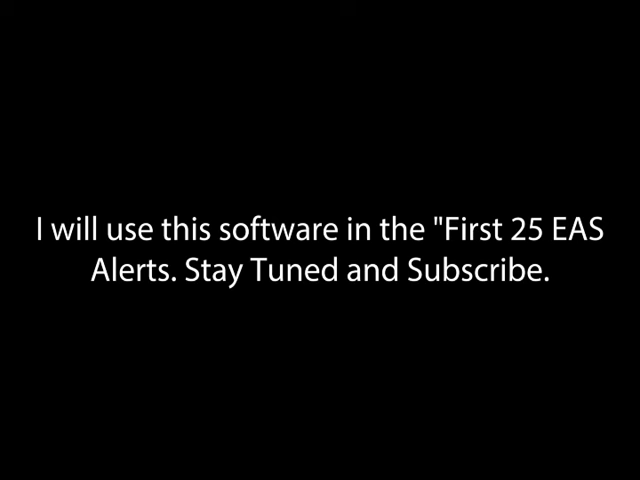 I will use this software in the "First 25 EAS
Alerts. Stay Tuned and Subscribe.